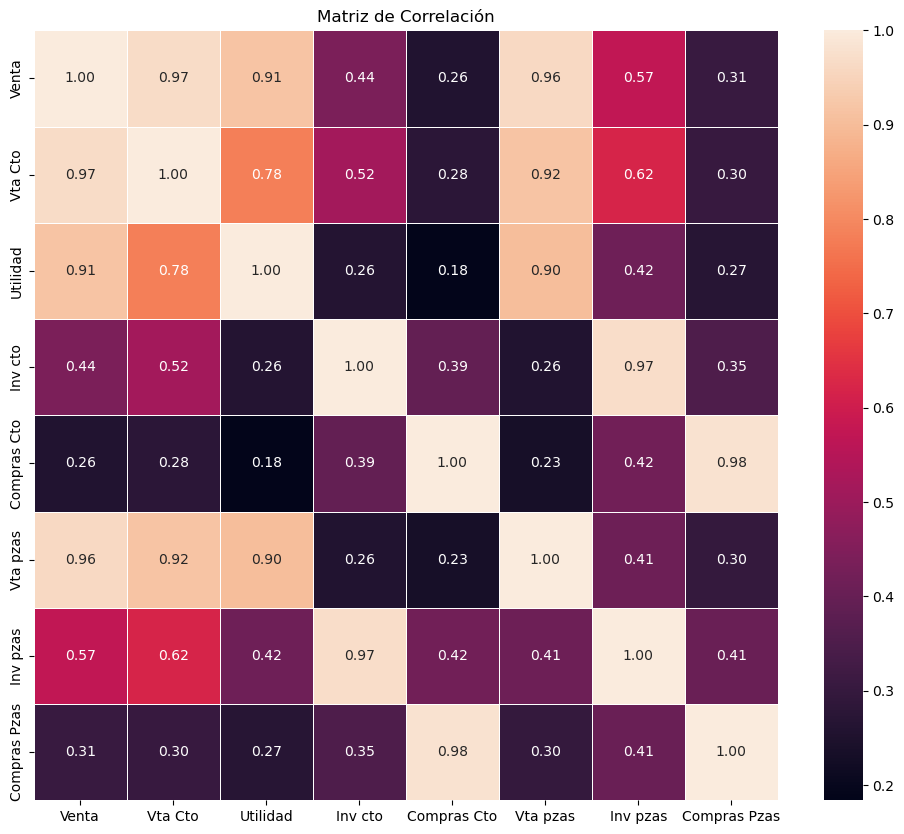 Matriz de Correlación
Venta 1.00 0.97 0.91 0.44 0.26 0.96 0.57 0.31
Vta Cto 0.97 1.00 0.78 0.52 0.28 0.92 0.62 0.30
Utilidad 0.91 0.78 1.00 0.26 0.18 0.90 0.42 0.27
Inv cto 0.44 0.52 0.26 1.00 0.39 0.26 0.97 0.35
Compras Cto 0.26 0.28 0.18 0.39 1.00 0.23 0.42 0.98
Vta pzas 0.96 0.92 0.90 0.26 0.23 1.00 0.41 0.30
Inv pzas 0.57 0.62 0.42 0.97 0.42 0.41 1.00 0.41
Compras Pzas 0.31 0.30 0.27 0.35 0.98 0.30 0.41 1.00
Venta Vta Cto Utilidad Inv cto Compras Cto Vta pzas Inv pzas Compras Pzas
1.0
0.9
0.8
0.7
0.6
0.5
0.4
0.3
0.2